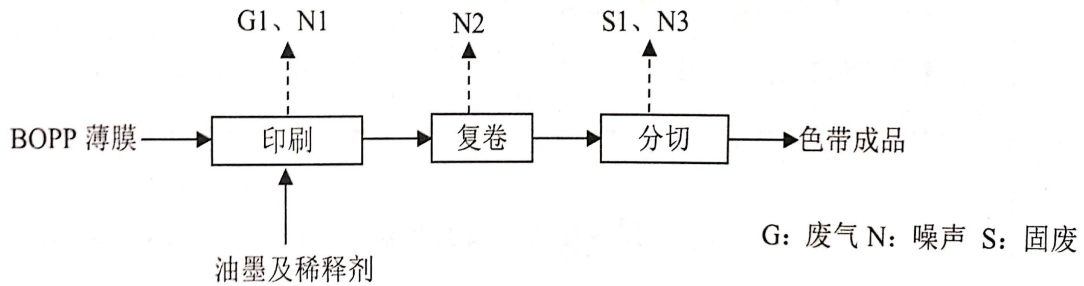 G1、N1
N2
S1、N3
BOPP 薄膜
印刷
复卷
分切
色带成品
油墨及稀释剂
G：废气 N：噪声 S：固废